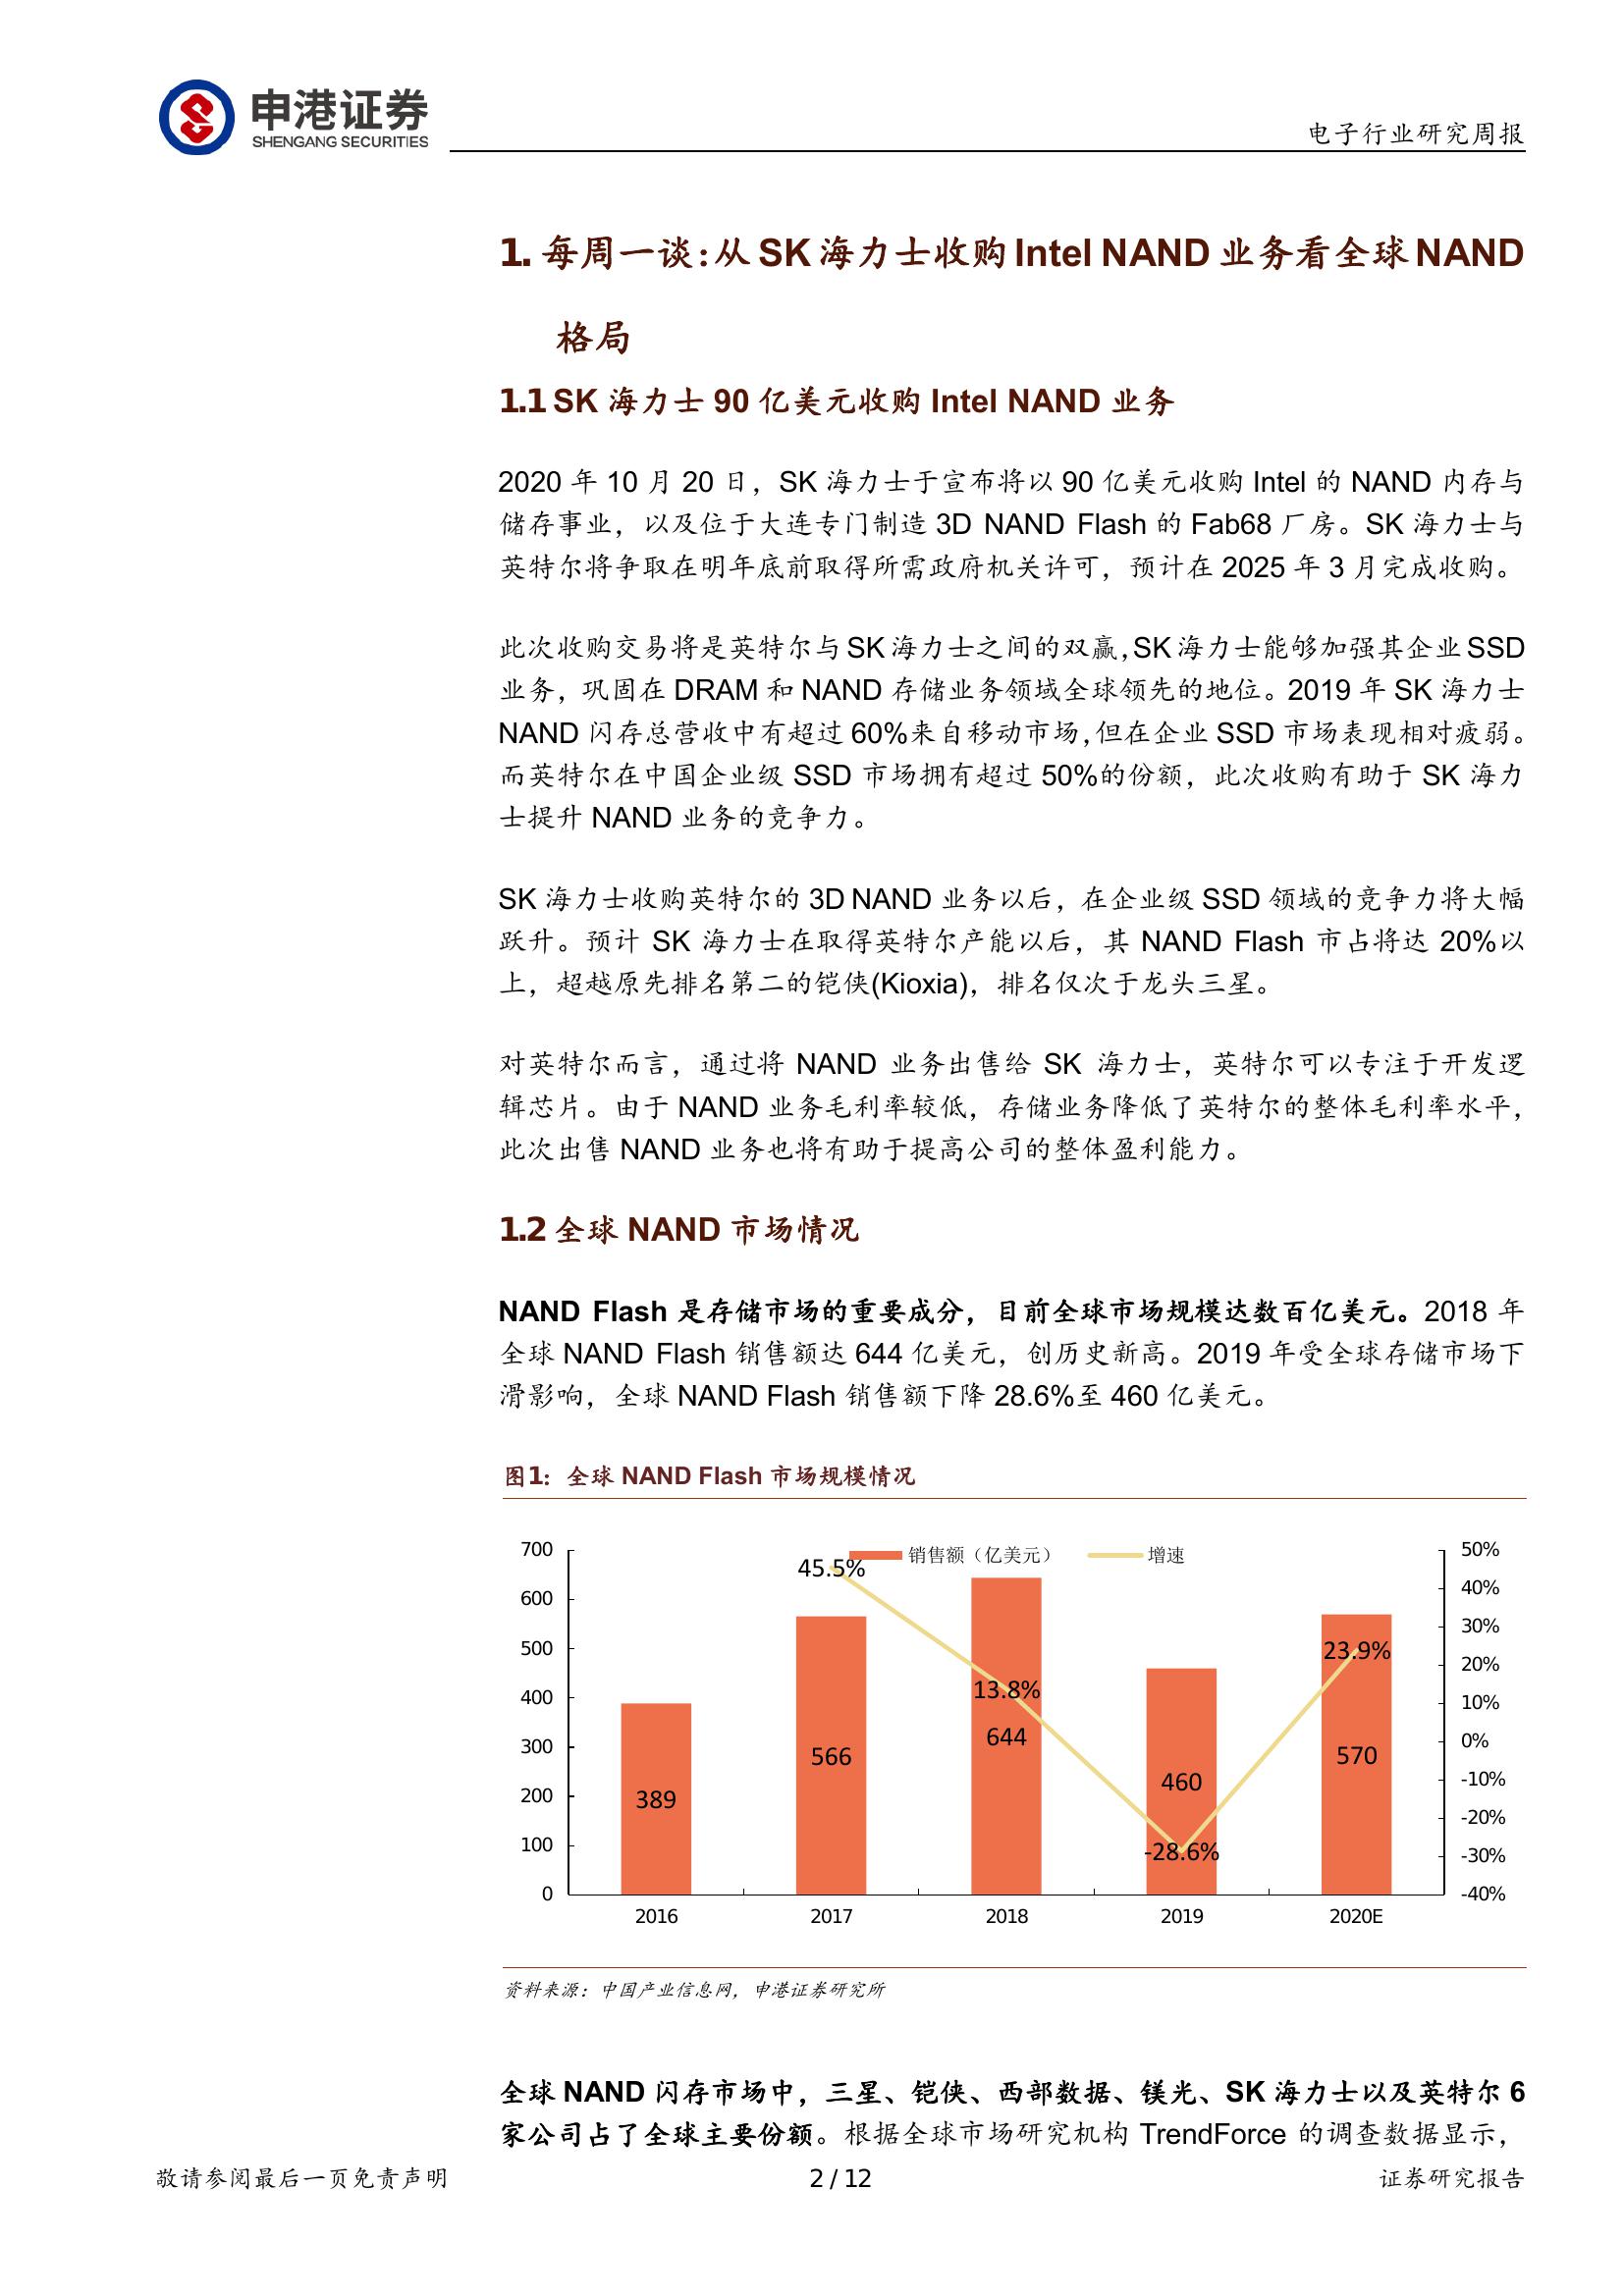 申港证券
SHENGANG SECURITIES
电子行业研究周报
1. 每周一谈:从 SK 海力士收购 Intel NAND 业务看全球 NAND
格局
1.1 SK 海力士 90 亿美元收购 Intel NAND 业务
2020 年 10 月 20 日，SK 海力士于宣布将以 90 亿美元收购 Intel 的 NAND 内存与
储存事业，以及位于大连专门制造 3D NAND Flash 的 Fab68 厂房。SK 海力士与
英特尔将争取在明年底前取得所需政府机关许可，预计在 2025 年 3 月完成收购。
此次收购交易将是英特尔与 SK 海力士之间的双赢,SK 海力士能够加强其企业 SSD
业务，巩固在 DRAM 和 NAND 存储业务领域全球领先的地位。2019 年 SK 海力士
NAND 闪存总营收中有超过 60%来自移动市场,但在企业 SSD 市场表现相对疲弱。
而英特尔在中国企业级 SSD 市场拥有超过 50%的份额，此次收购有助于 SK 海力
士提升 NAND 业务的竞争力。
SK 海力士收购英特尔的 3D NAND 业务以后，在企业级 SSD 领域的竞争力将大幅
跃升。预计 SK 海力士在取得英特尔产能以后，其 NAND Flash 市占将达 20%以
上，超越原先排名第二的铠侠(Kioxia)，排名仅次于龙头三星。
对英特尔而言，通过将 NAND 业务出售给 SK 海力士，英特尔可以专注于开发逻
辑芯片。由于 NAND 业务毛利率较低，存储业务降低了英特尔的整体毛利率水平，
此次出售 NAND 业务也将有助于提高公司的整体盈利能力。
1.2 全球 NAND 市场情况
NAND Flash 是存储市场的重要成分，目前全球市场规模达数百亿美元。2018 年
全球 NAND Flash 销售额达 644 亿美元，创历史新高。2019 年受全球存储市场下
滑影响，全球 NAND Flash 销售额下降 28.6%至 460 亿美元。
图1：全球 NAND Flash 市场规模情况
销售额（亿美元） 增速
700
600
500
400
300
200
100
0
50%
40%
30%
20%
10%
0%
-10%
-20%
-30%
-40%
45.5%
13.8%
-28.6%
23.9%
389
566
644
460
570
2016 2017 2018 2019 2020E
资料来源：中国产业信息网，申港证券研究所
全球 NAND 闪存市场中，三星、铠侠、西部数据、镁光、SK 海力士以及英特尔 6
家公司占了全球主要份额。根据全球市场研究机构 TrendForce 的调查数据显示，
敬请参阅最后一页免责声明 2 / 12 证券研究报告